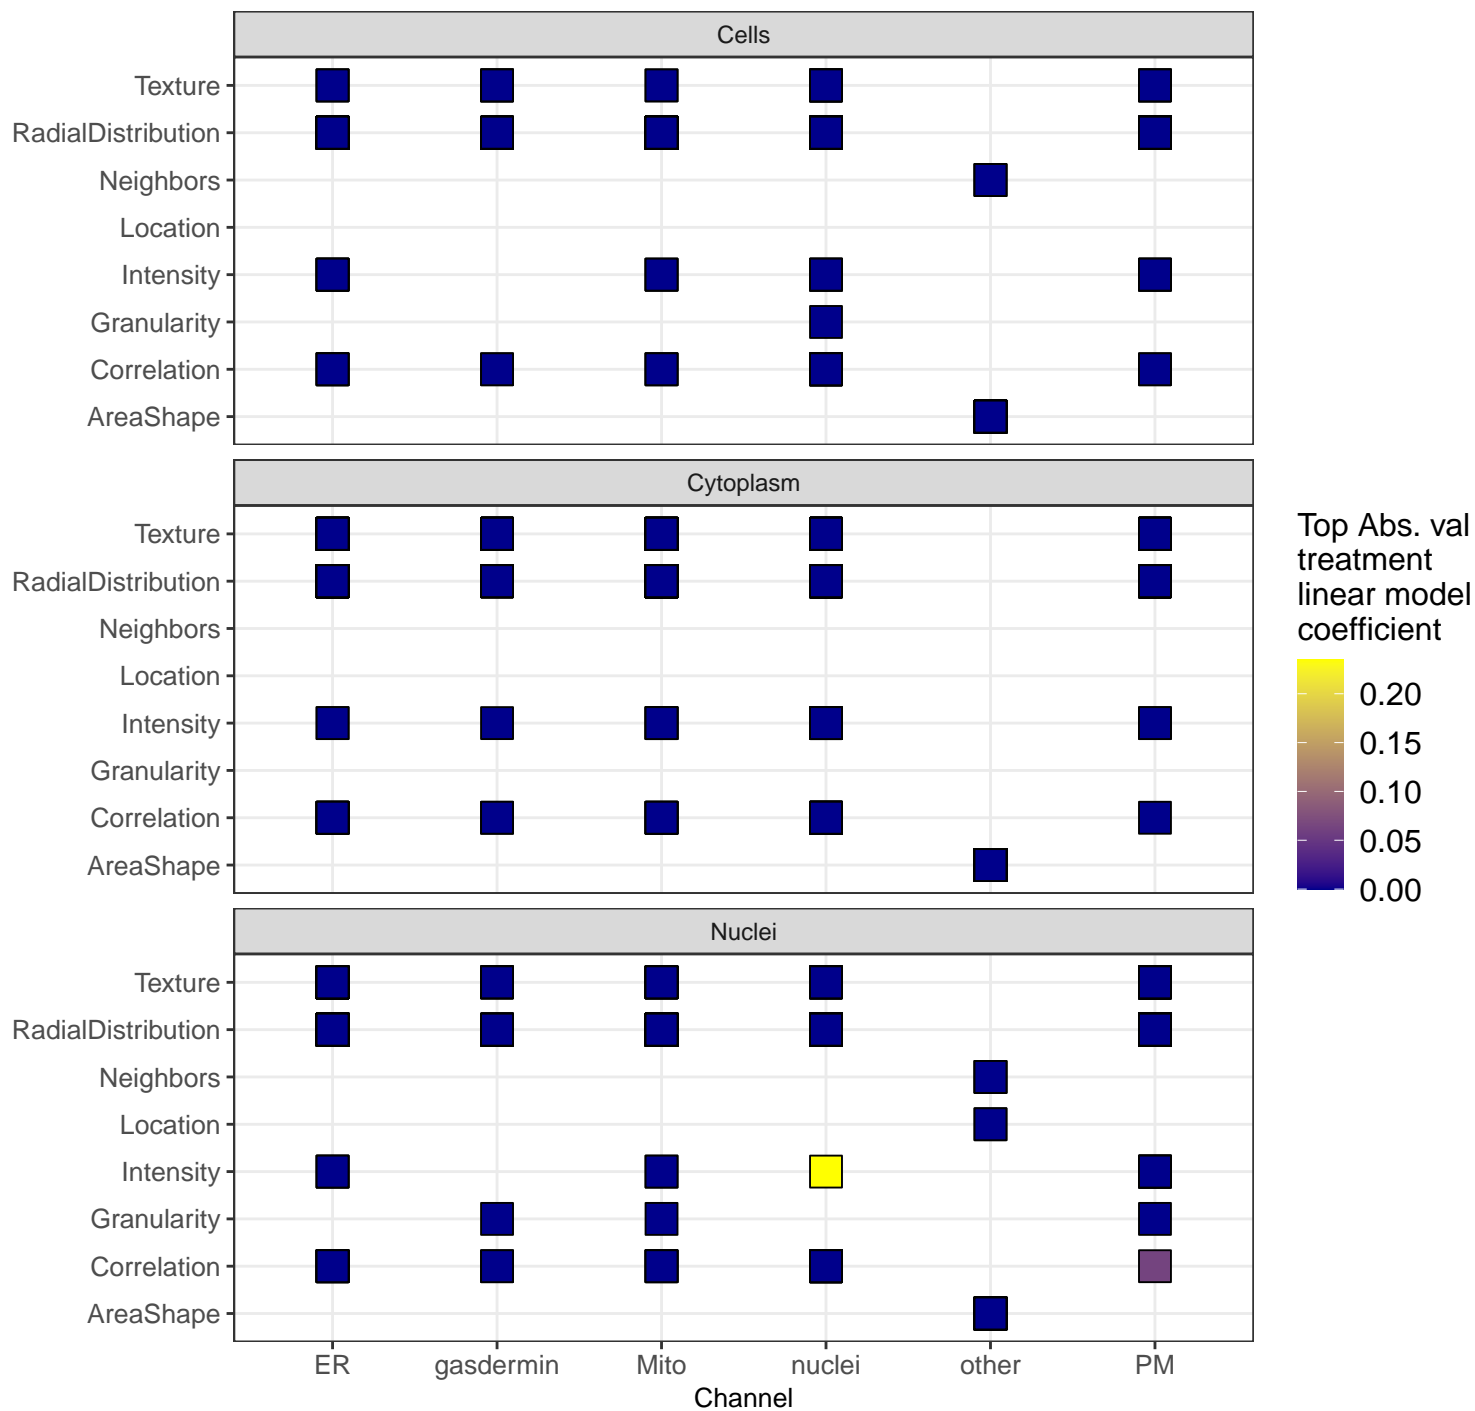 Cells
Texture
RadialDistribution
Neighbors
Location
Intensity
Granularity
Correlation
AreaShape
Cytoplasm
Texture
RadialDistribution
Neighbors
Location
Intensity
Granularity
Correlation
AreaShape
Nuclei
Texture
RadialDistribution
Neighbors
Location
Intensity
Granularity
Correlation
AreaShape
ER gasdermin Mito nuclei other PM
Channel
Top Abs. val
treatment
linear model
coefficient
0.20
0.15
0.10
0.05
0.00